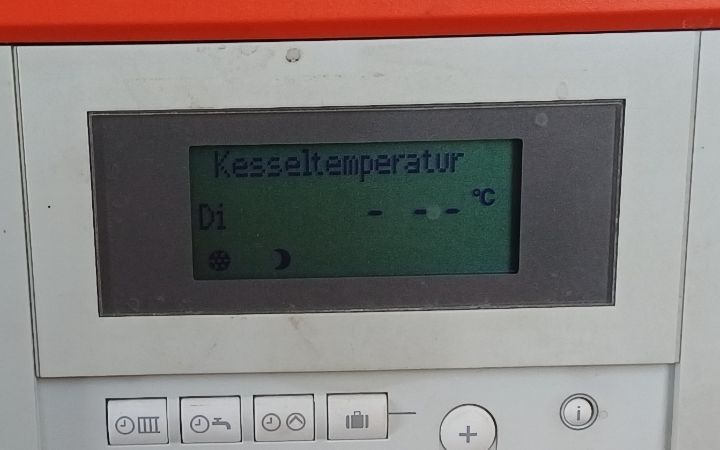 Kesseltemperatur
Di - - - °C
+ i